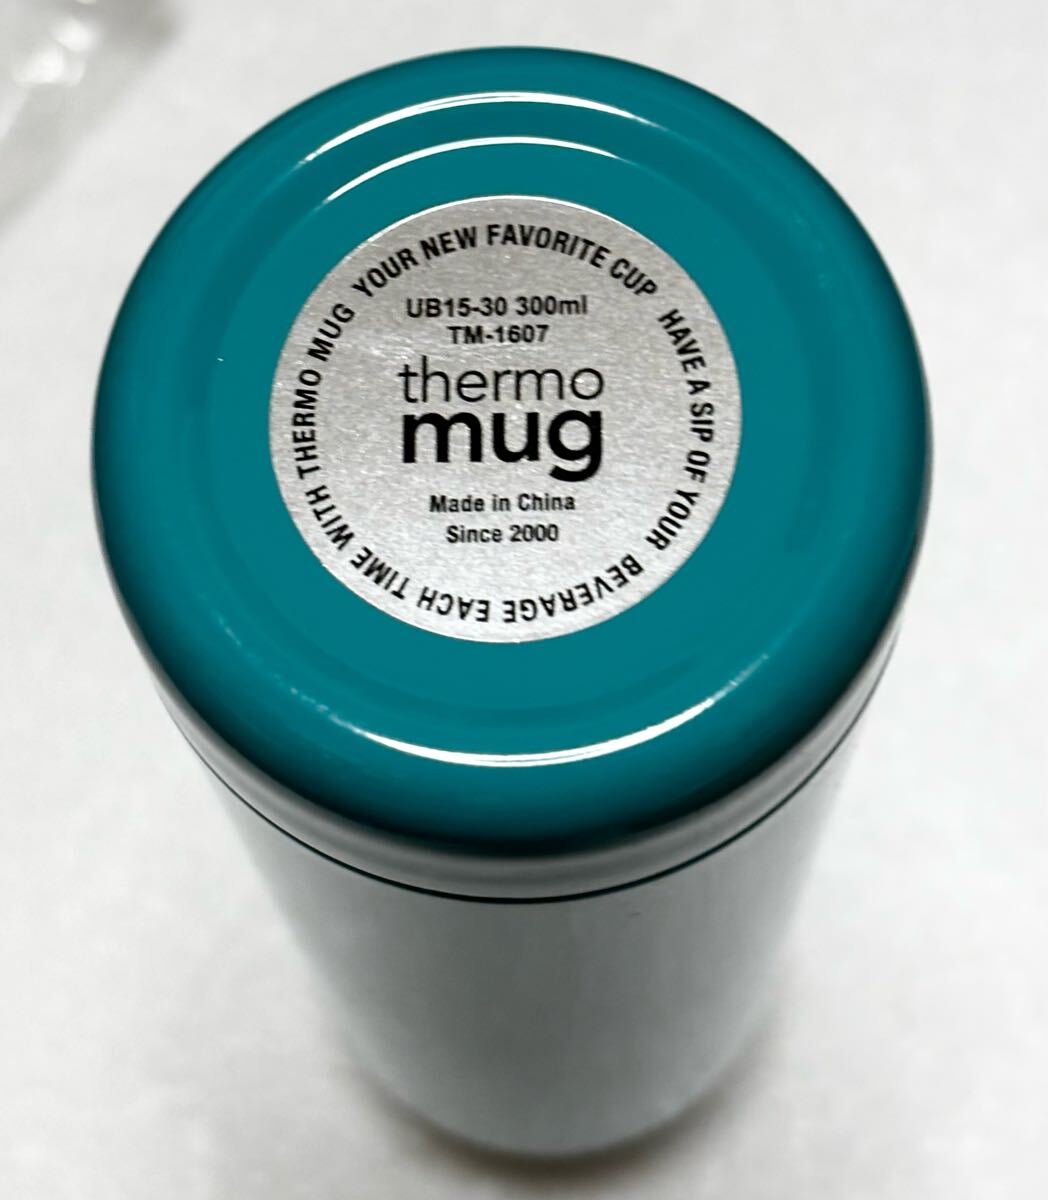 YOUR NEW FAVORITE CUP HAVE A SIP OF YOUR BEVERAGE EACH TIME WITH THERMO MUG
UB15-30 300ml
TM-1607
thermo
mug
Made in China
Since 2000